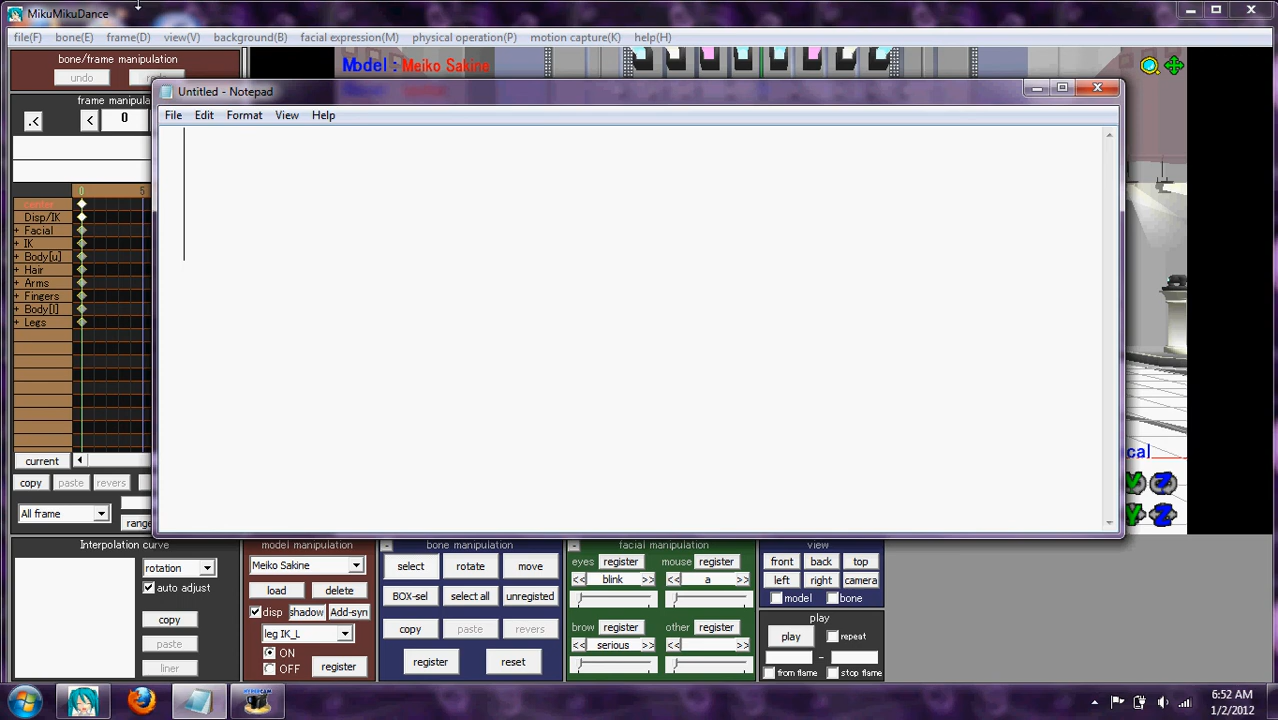 MikuMikuDance
file(F) bone(E) frame(D) view(V) background(B) facial expression(M) physical operation(P) motion capture(K) help(H)
bone/frame manipulation
undo
Model : Meiko Sakine
Untitled - Notepad
File Edit Format View Help
frame manipula
.< < 0
0 5
center
Disp/IK
+ Facial
+ IK
+ Body[u]
+ Hair
+ Arms
+ Fingers
+ Body[l]
+ Legs
current
copy paste revers
All frame
range
cal
Y Z
Y Z
Interpolation curve
rotation
auto adjust
copy
paste
liner
model manipulation
Meiko Sakine
load delete
disp shadow Add-syn
leg IK_L
ON
OFF
register
- bone manipulation
select rotate move
BOX-sel select all unregistered
copy paste revers
register reset
- facial manipulation
eyes register mouse register
<< blink >> << a >>
brow register other register
<< serious >> << >>
view
front back top
left right camera
model bone
play
play repeat
-
from flame stop flame
HYPERCAM
6:52 AM
1/2/2012